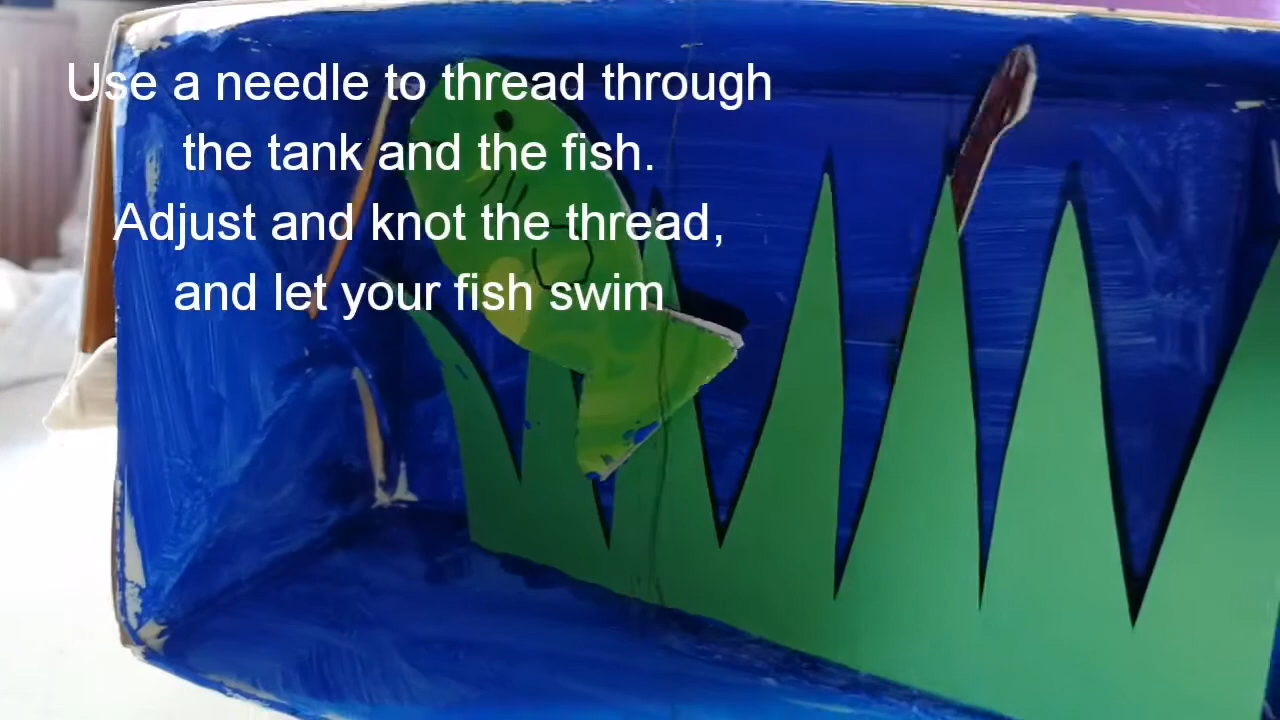 Use a needle to thread through
the tank and the fish.
Adjust and knot the thread,
and let your fish swim